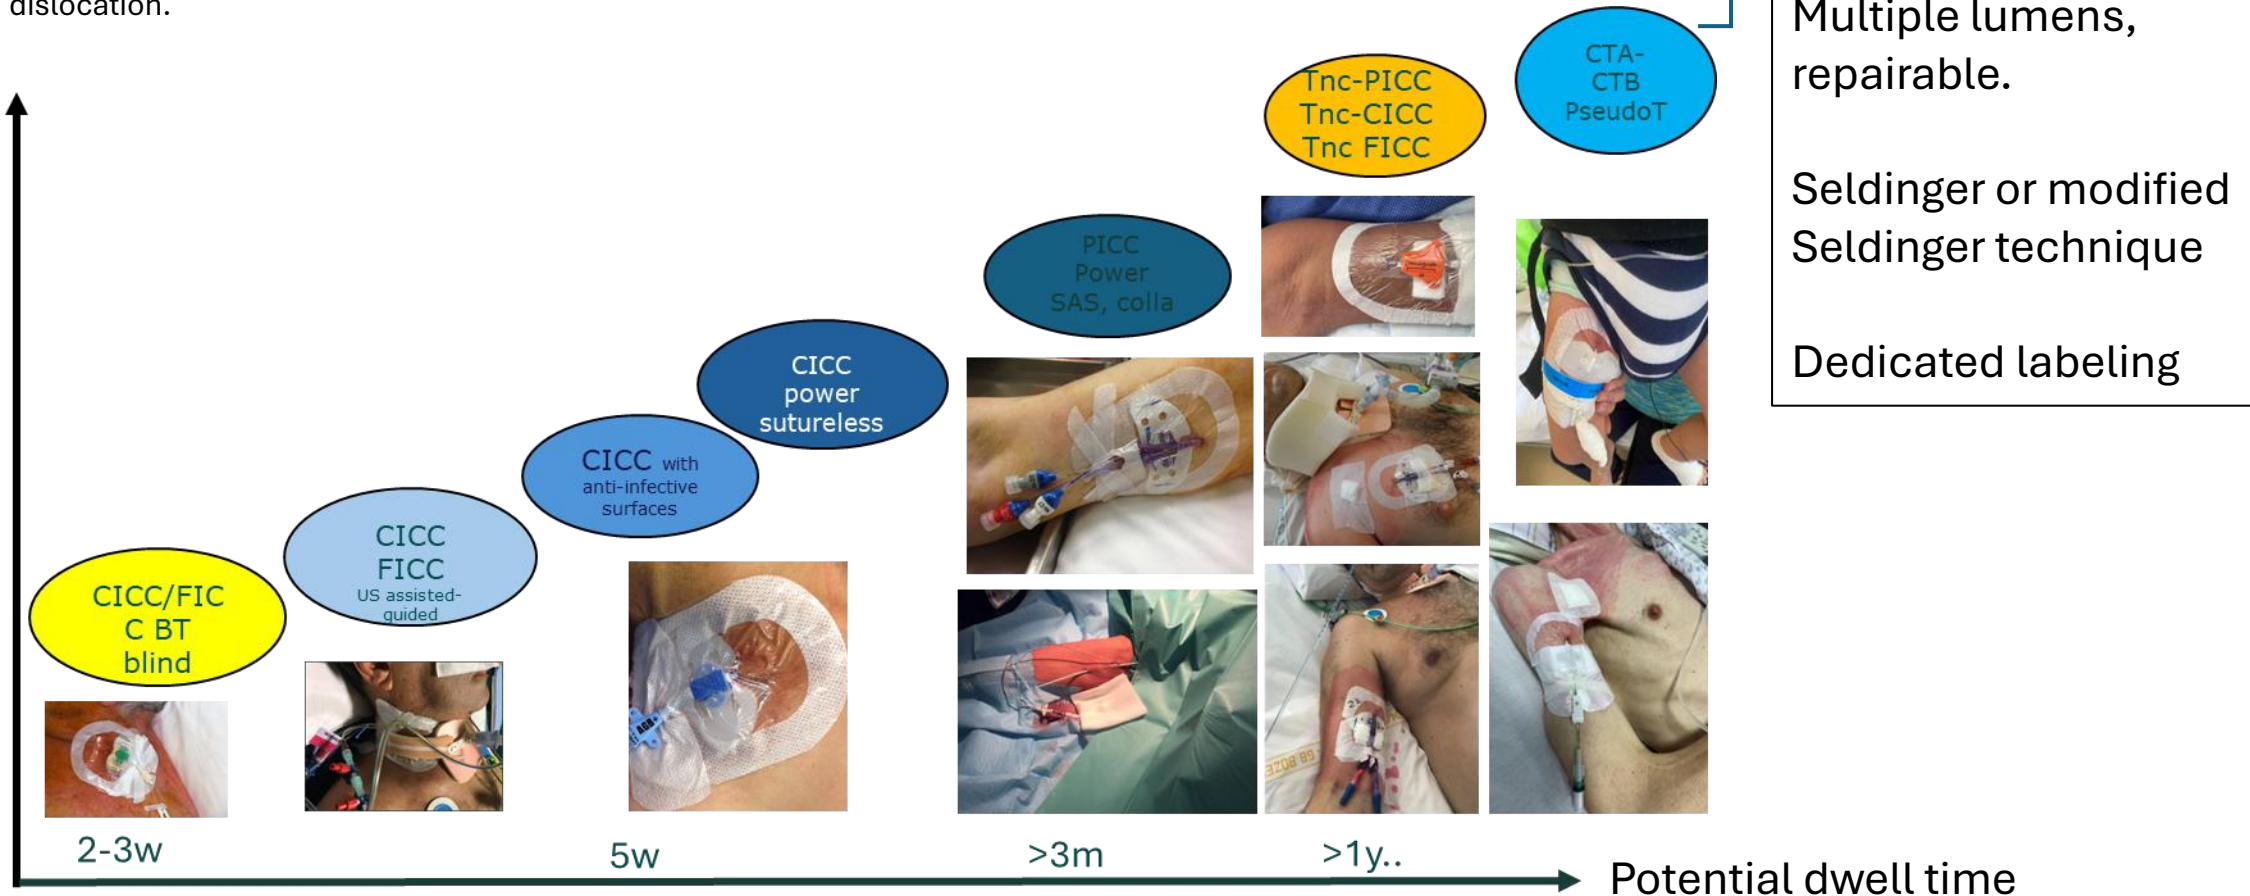 dislocation.
Multiple lumens,
repairable.
Seldinger or modified
Seldinger technique
Dedicated labeling
CTA-
CTB
PseudoT
Tnc-PICC
Tnc-CICC
Tnc FICC
PICC
Power
SAS, colla
CICC
power
sutureless
CICC with
anti-infective
surfaces
CICC
FICC
US assisted-
guided
CICC/FIC
C BT
blind
AGB+
2-3w
5w
>3m
>1y..
Potential dwell time